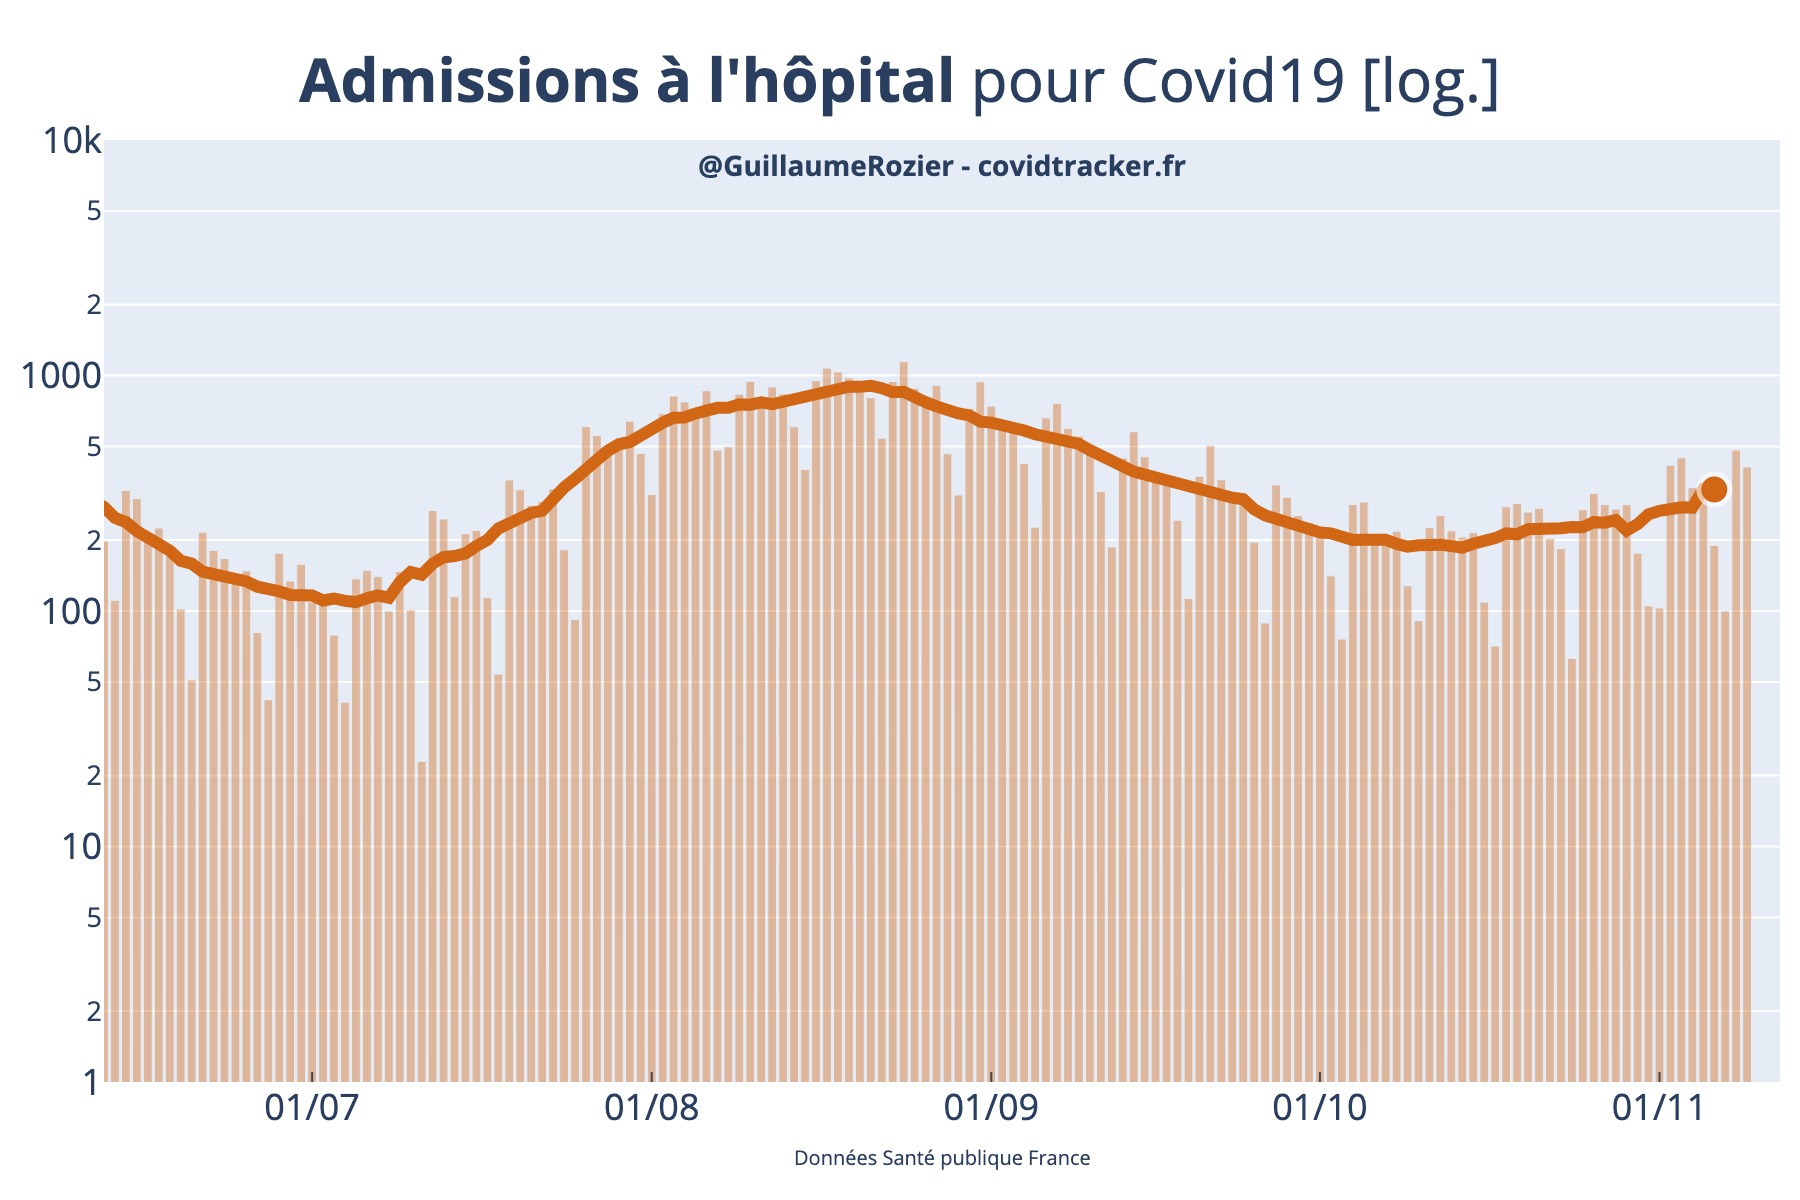 Admissions à l'hôpital pour Covid19 [log.]
@GuillaumeRozier - covidtracker.fr
10k
5
2
1000
5
2
100
5
2
10
5
2
1
01/07 01/08 01/09 01/10 01/11
Données Santé publique France